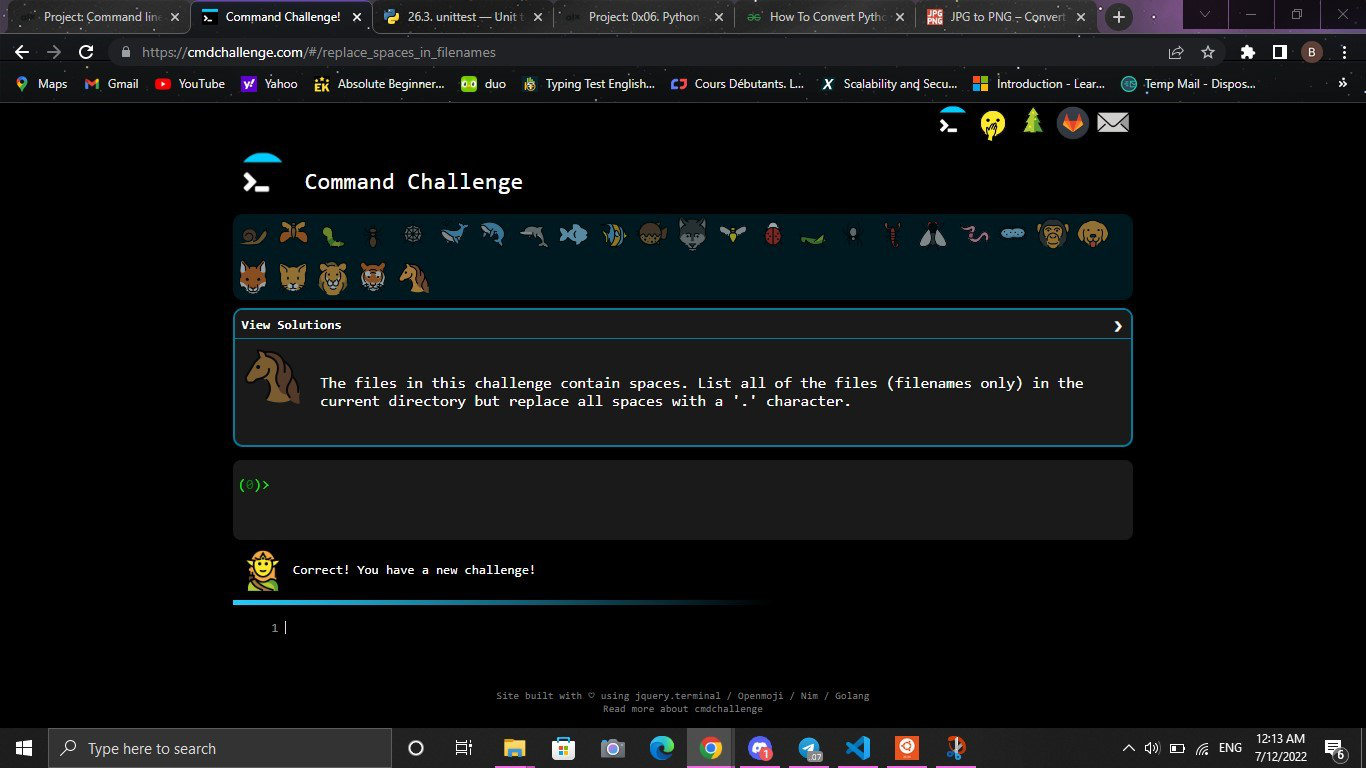 Project: Command line
Command Challenge!
26.3. unittest — Unit t
Project: 0x06. Python
How To Convert Pytho
JPG to PNG – Convert
https://cmdchallenge.com/#/replace_spaces_in_filenames
B
Maps
Gmail
YouTube
Yahoo
Absolute Beginner...
duo
Typing Test English...
Cours Débutants. L...
Scalability and Secu...
Introduction - Lear...
Temp Mail - Dispos...
Command Challenge
View Solutions
The files in this challenge contain spaces. List all of the files (filenames only) in the
current directory but replace all spaces with a '.' character.
(0)>
Correct! You have a new challenge!
1
Site built with ♡ using jquery.terminal / Openmoji / Nim / Golang
Read more about cmdchallenge
Type here to search
ENG
12:13 AM
7/12/2022
6